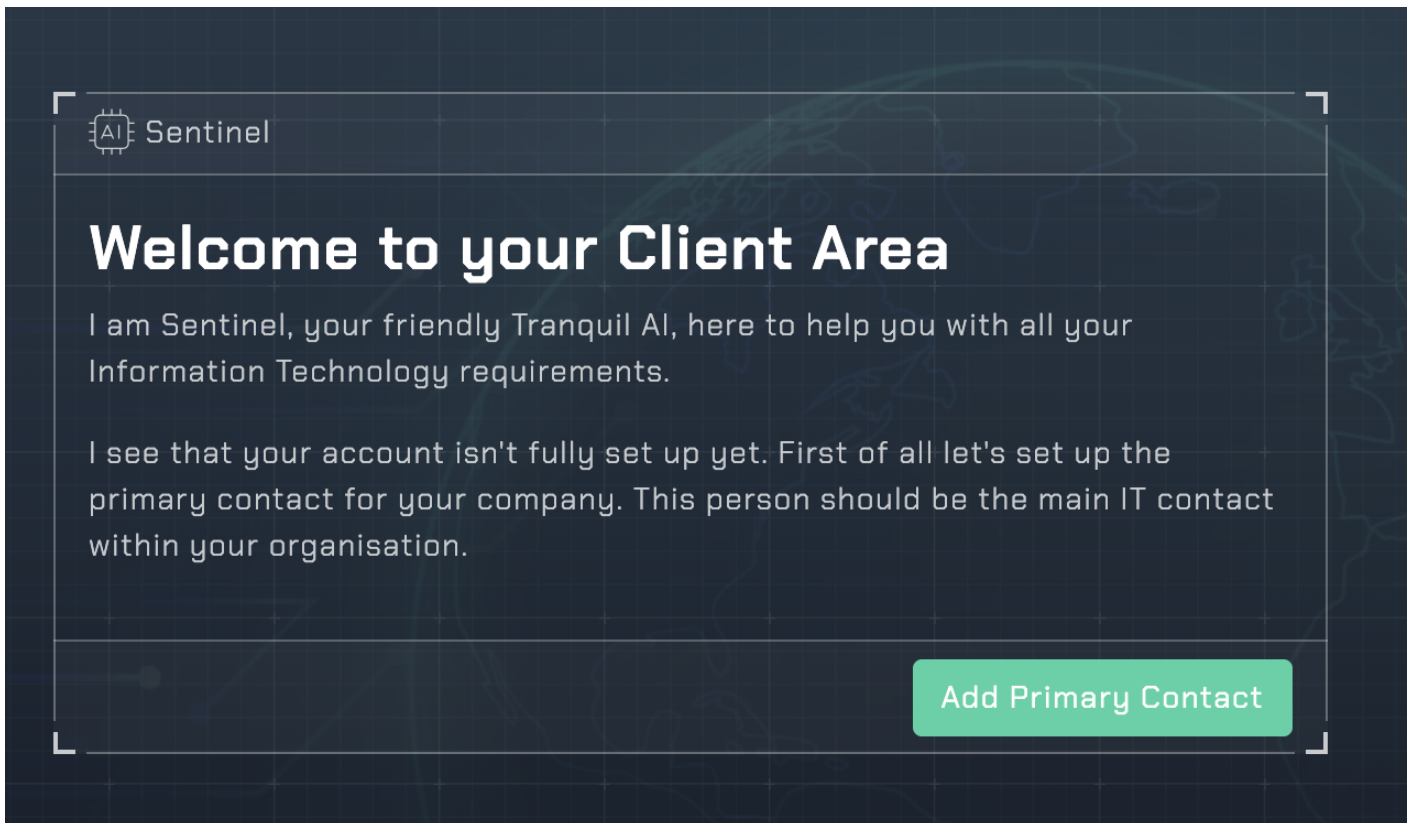 AI Sentinel
Welcome to your Client Area
I am Sentinel, your friendly Tranquil AI, here to help you with all your
Information Technology requirements.
I see that your account isn't fully set up yet. First of all let's set up the
primary contact for your company. This person should be the main IT contact
within your organisation.
Add Primary Contact